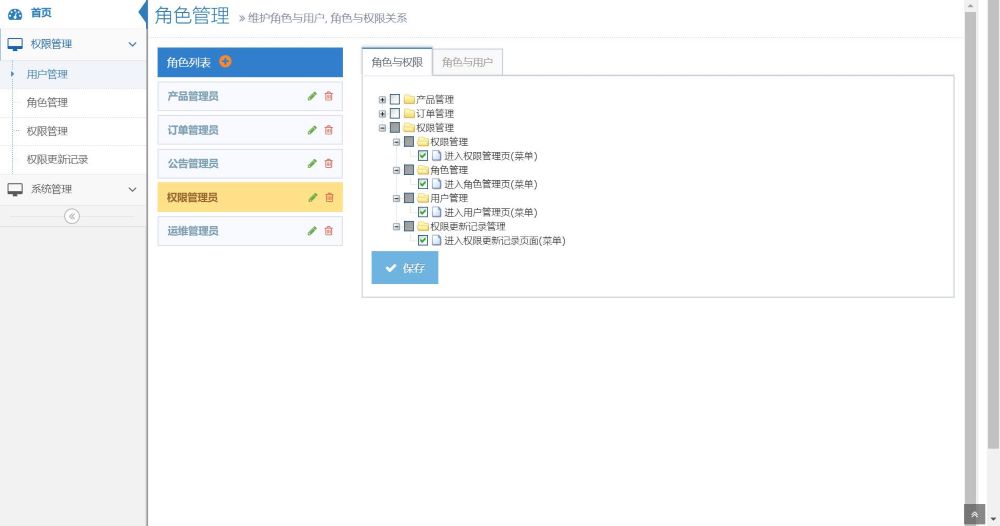 首页
权限管理
用户管理
角色管理
权限管理
权限更新记录
系统管理
角色管理 » 维护角色与用户, 角色与权限关系
角色列表
产品管理员
订单管理员
公告管理员
权限管理员
运维管理员
角色与权限 角色与用户
产品管理
订单管理
权限管理
权限管理
进入权限管理页(菜单)
角色管理
进入角色管理页(菜单)
用户管理
进入用户管理页(菜单)
权限更新记录管理
进入权限更新记录页面(菜单)
保存